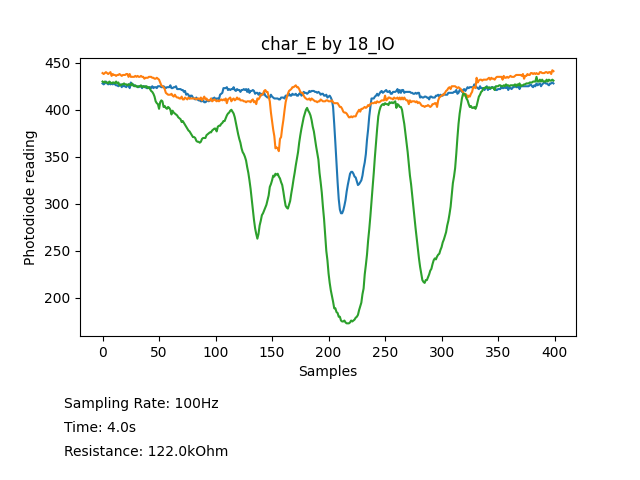 char_E by 18_IO
Photodiode reading
450
400
350
300
250
200
0 50 100 150 200 250 300 350 400
Samples
Sampling Rate: 100Hz
Time: 4.0s
Resistance: 122.0kOhm